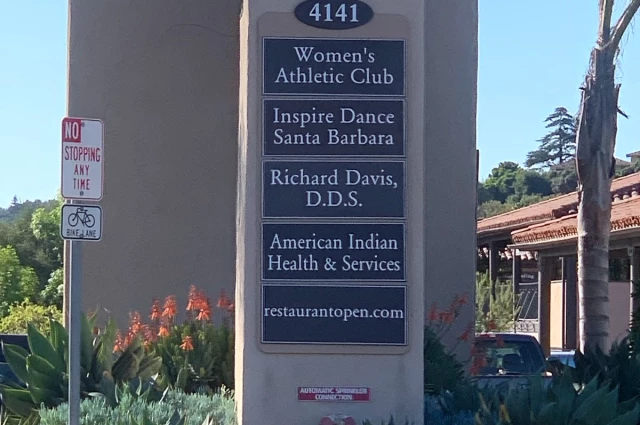 4141
Women's
Athletic Club
Inspire Dance
Santa Barbara
Richard Davis,
D.D.S.
American Indian
Health & Services
restaurantopen.com
AUTOMATIC SPRINKLER
CONNECTION
NO
STOPPING
ANY
TIME
BIKE LANE